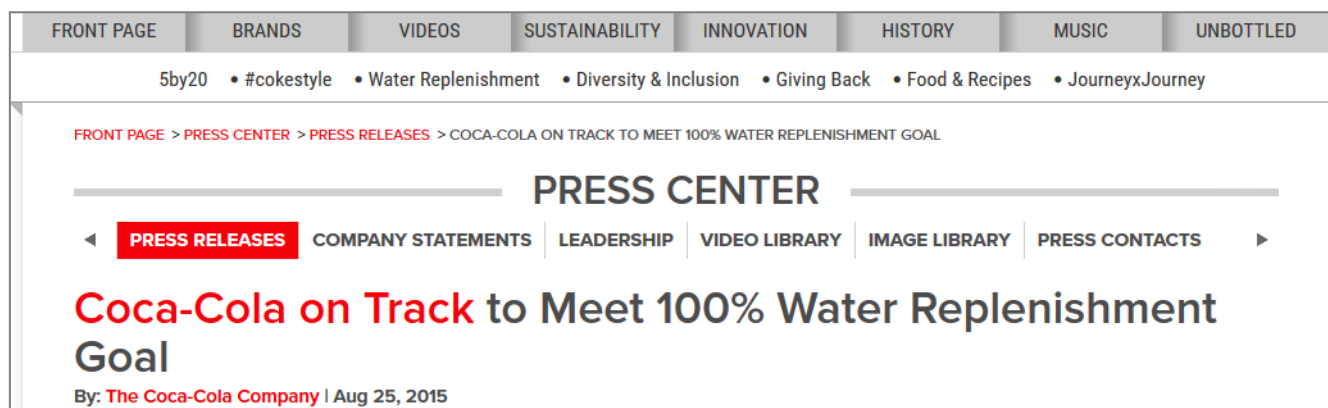 FRONT PAGE BRANDS VIDEOS SUSTAINABILITY INNOVATION HISTORY MUSIC UNBOTTLED
5by20 • #cokestyle • Water Replenishment • Diversity & Inclusion • Giving Back • Food & Recipes • JourneyxJourney
FRONT PAGE > PRESS CENTER > PRESS RELEASES > COCA-COLA ON TRACK TO MEET 100% WATER REPLENISHMENT GOAL
PRESS CENTER
PRESS RELEASES COMPANY STATEMENTS LEADERSHIP VIDEO LIBRARY IMAGE LIBRARY PRESS CONTACTS
Coca-Cola on Track to Meet 100% Water Replenishment
Goal
By: The Coca-Cola Company | Aug 25, 2015